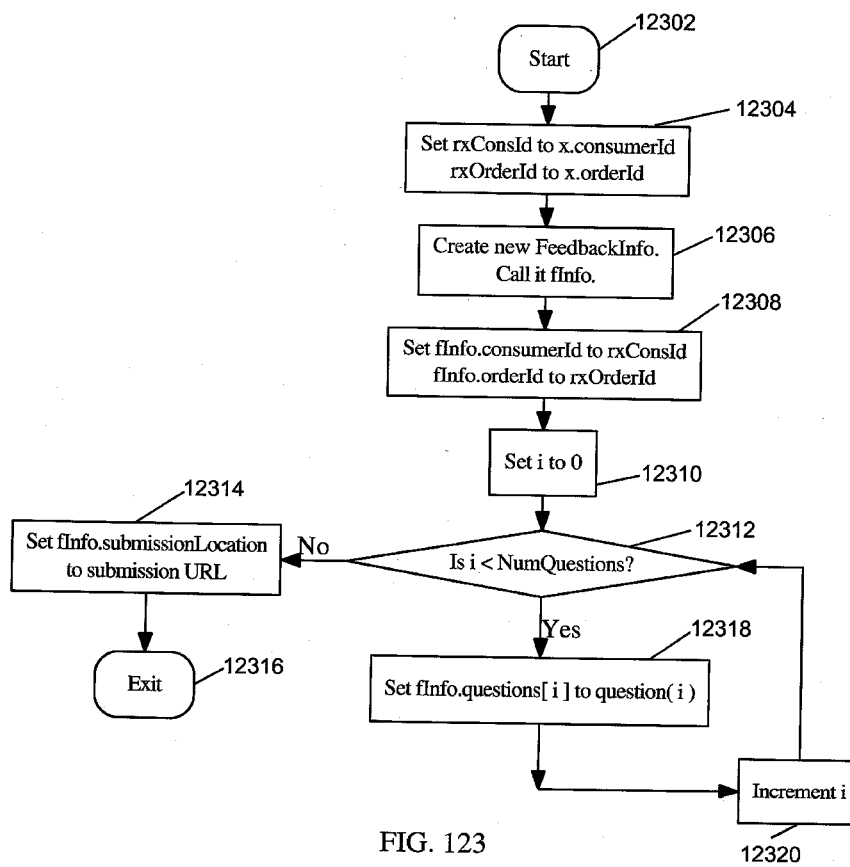 12302
Start
12304
Set rxConsId to x.consumerId
rxOrderId to x.orderId
12306
Create new FeedbackInfo.
Call it fInfo.
12308
Set fInfo.consumerId to rxConsId
fInfo.orderId to rxOrderId
Set i to 0
12310
12314
Set fInfo.submissionLocation
to submission URL
No
12312
Is i < NumQuestions?
Yes
12318
Exit
12316
Set fInfo.questions[ i ] to question( i )
Increment i
12320
FIG. 123